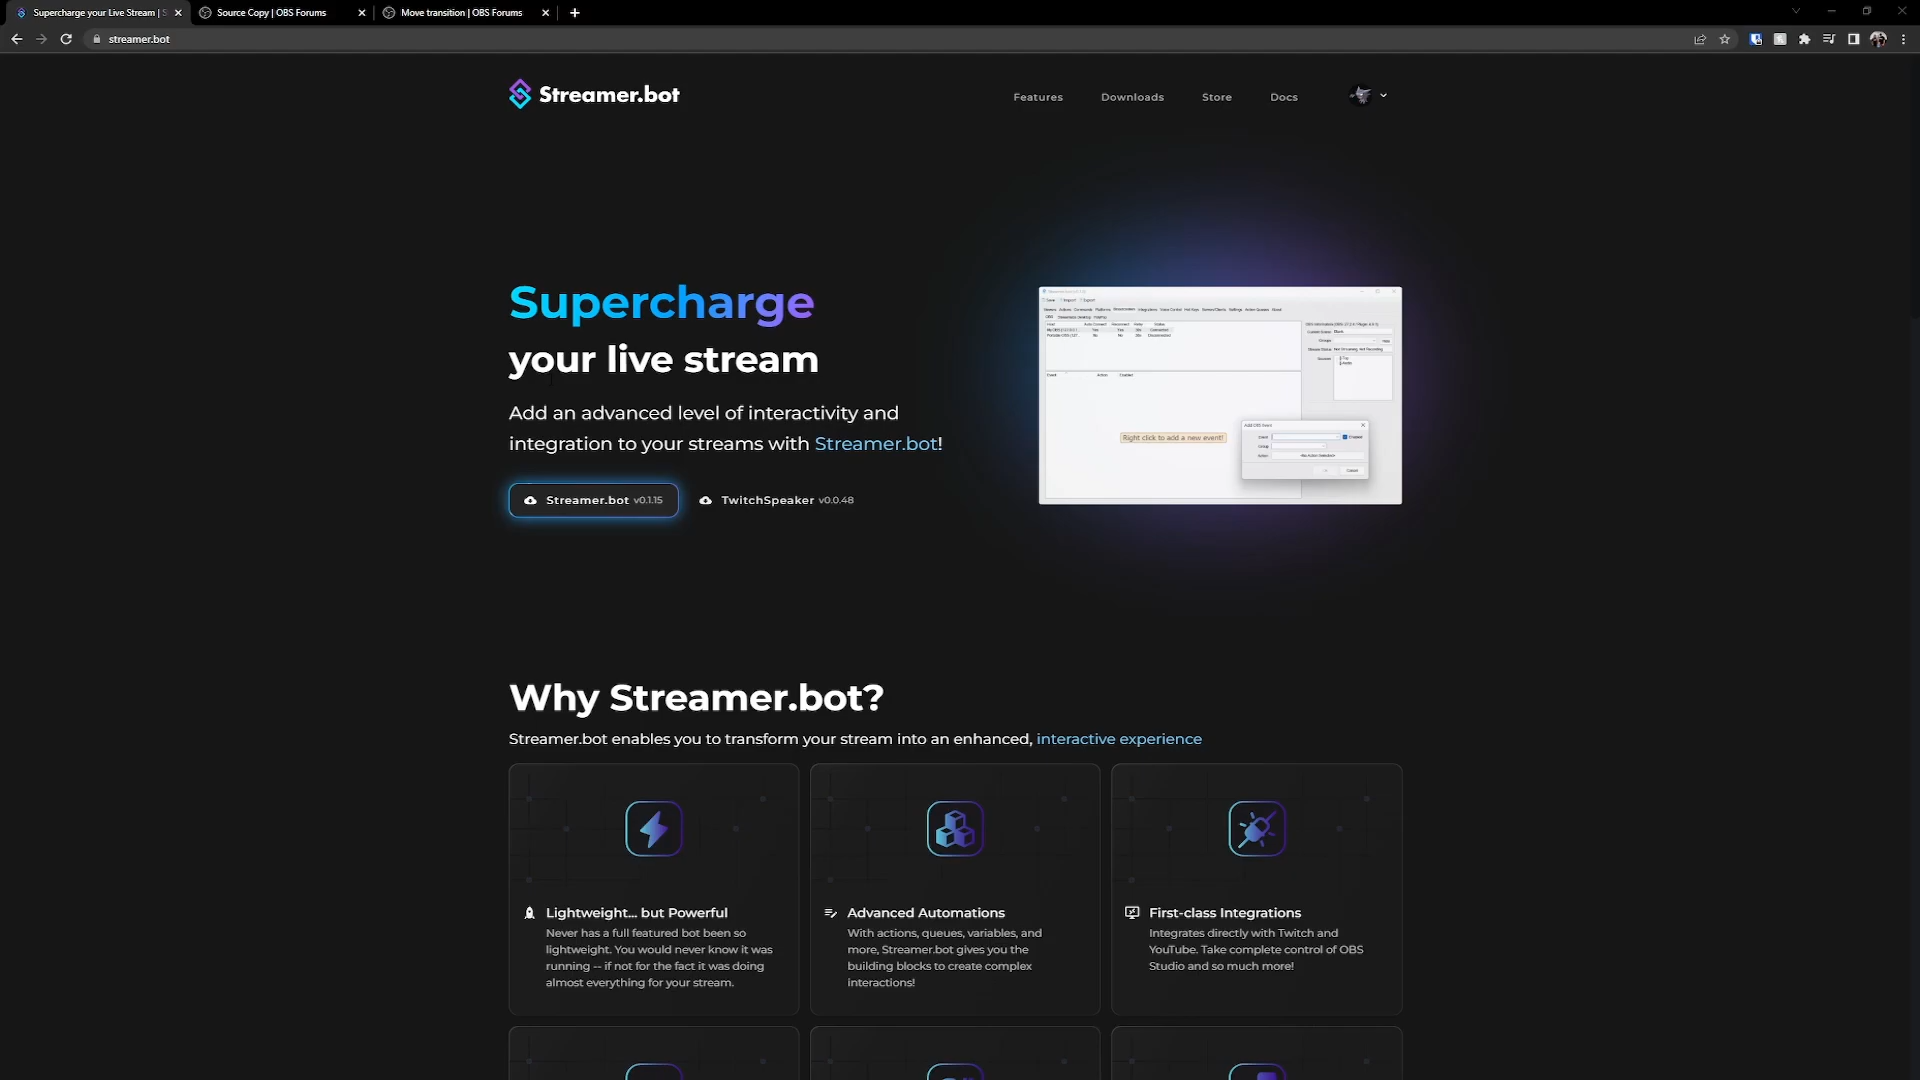 Supercharge your Live Stream | S
Source Copy | OBS Forums
Move transition | OBS Forums
streamer.bot
Streamer.bot
Features
Downloads
Store
Docs
Supercharge
your live stream
Add an advanced level of interactivity and
integration to your streams with Streamer.bot!
Streamer.bot v0.1.15
TwitchSpeaker v0.0.48
Right click to add a new event!
Why Streamer.bot?
Streamer.bot enables you to transform your stream into an enhanced, interactive experience
Lightweight... but Powerful
Never has a full featured bot been so
lightweight. You would never know it was
running -- if not for the fact it was doing
almost everything for your stream.
Advanced Automations
With actions, queues, variables, and
more, Streamer.bot gives you the
building blocks to create complex
interactions!
First-class Integrations
Integrates directly with Twitch and
YouTube. Take complete control of OBS
Studio and so much more!